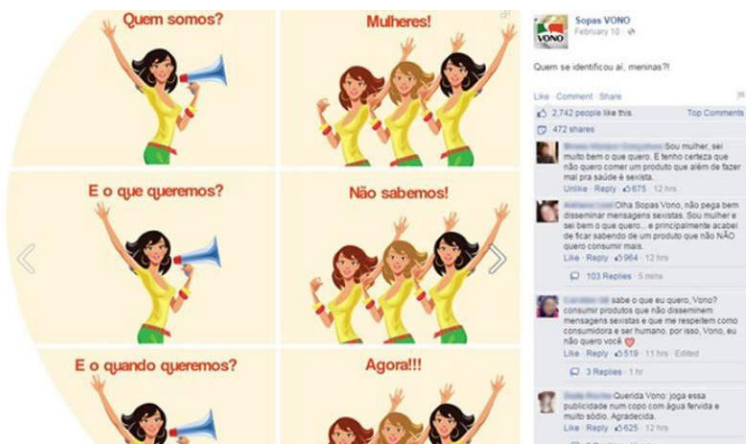 Quem somos?
Mulheres!
E o que queremos?
Não sabemos!
E o quando queremos?
Agora!!!
VONO
Sopas VONO
February 10
Quem se identificou aí, meninas?!
Like Comment Share
2,742 people like this.
Top Comments
472 shares
Sou mulher, sei
muito bem o que quero. E tenho certeza que
não quero comer um produto que além de fazer
mal pra saúde é sexista.
Unlike · Reply · 675 · 12 hrs
Olha Sopas Vono, não pega bem
disseminar mensagens sexistas. Sou mulher e
sei bem o que quero... e principalmente acabei
de ficar sabendo de um produto que não NÃO
quero consumir mais.
Like · Reply · 964 · 12 hrs
103 Replies · 5 mins
sabe o que eu quero, Vono?
consumir produtos que não disseminem
mensagens sexistas e que me respeitem como
consumidora e ser humano. por isso, Vono, eu
não quero você
Like · Reply · 519 · 11 hrs · Edited
3 Replies · 1 hr
Querida Vono: joga essa
publicidade num copo com água fervida e
muito sódio. Agradecida.
Like · Reply · 625 · 12 hrs